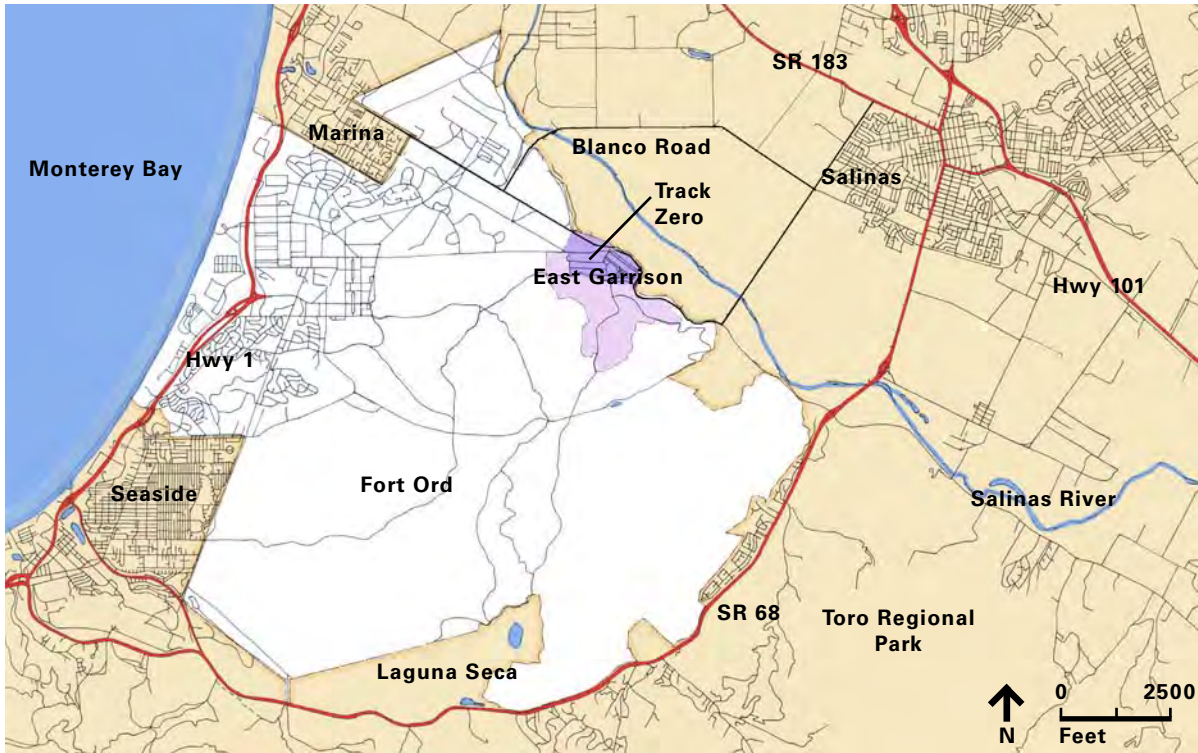 SR 183
Marina
Blanco Road
Monterey Bay
Salinas
Track
Zero
East Garrison
Hwy 101
Hwy 1
Fort Ord
Seaside
Salinas River
SR 68
Toro Regional
Park
Laguna Seca
0 2500
N Feet